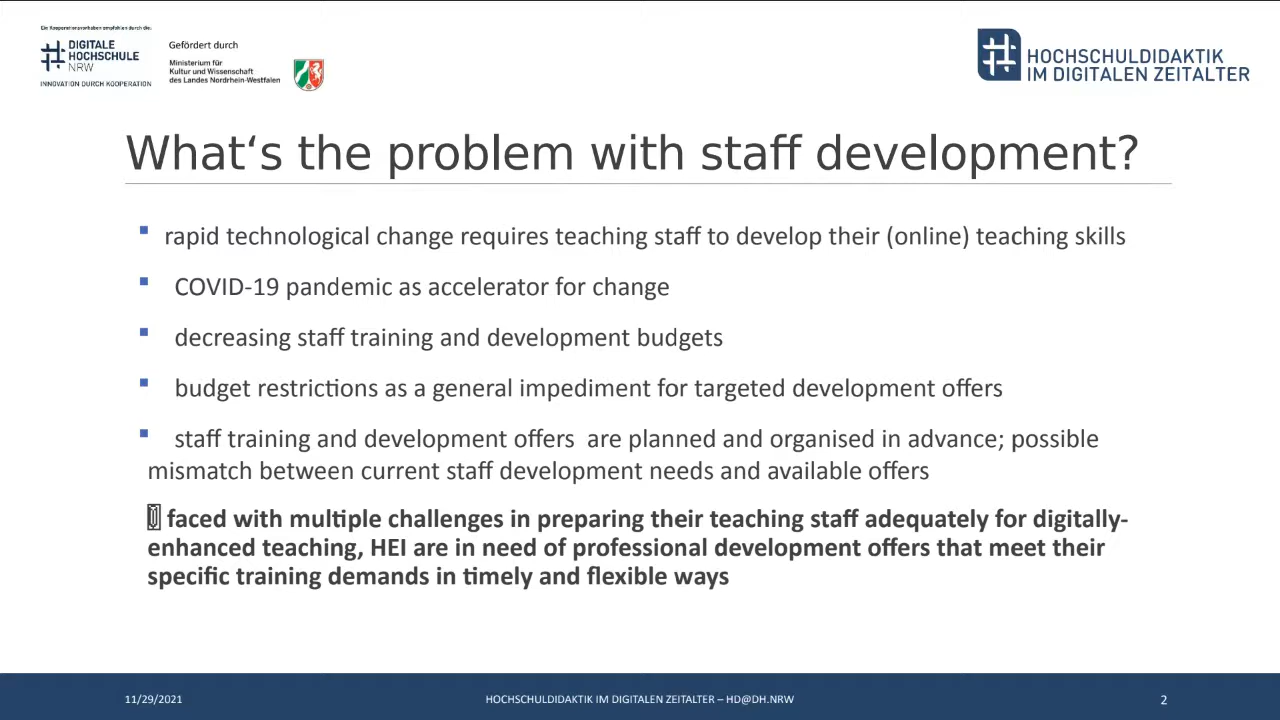 Ein Kooperationsvorhaben empfohlen durch die:
DIGITALE
HOCHSCHULE
NRW
INNOVATION DURCH KOOPERATION
Gefördert durch
Ministerium für
Kultur und Wissenschaft
des Landes Nordrhein-Westfalen
HOCHSCHULDIDAKTIK
IM DIGITALEN ZEITALTER
What‘s the problem with staff development?
rapid technological change requires teaching staff to develop their (online) teaching skills
COVID-19 pandemic as accelerator for change
decreasing staff training and development budgets
budget restrictions as a general impediment for targeted development offers
staff training and development offers  are planned and organised in advance; possible
mismatch between current staff development needs and available offers
faced with multiple challenges in preparing their teaching staff adequately for digitally-
enhanced teaching, HEI are in need of professional development offers that meet their
specific training demands in timely and flexible ways
11/29/2021
HOCHSCHULDIDAKTIK IM DIGITALEN ZEITALTER – HD@DH.NRW
2